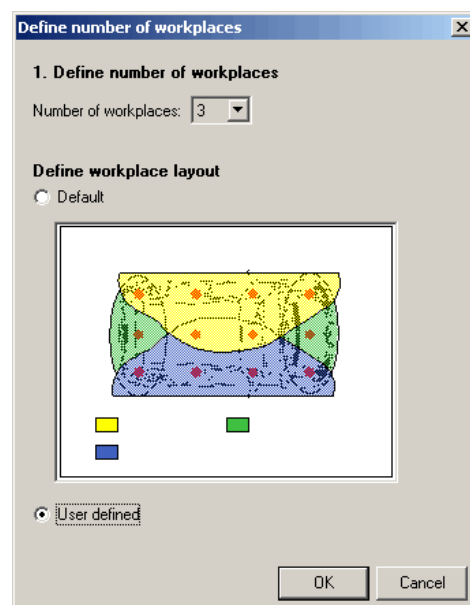 Define number of workplaces
1. Define number of workplaces
Number of workplaces: 3
Define workplace layout
Default
User defined
OK Cancel